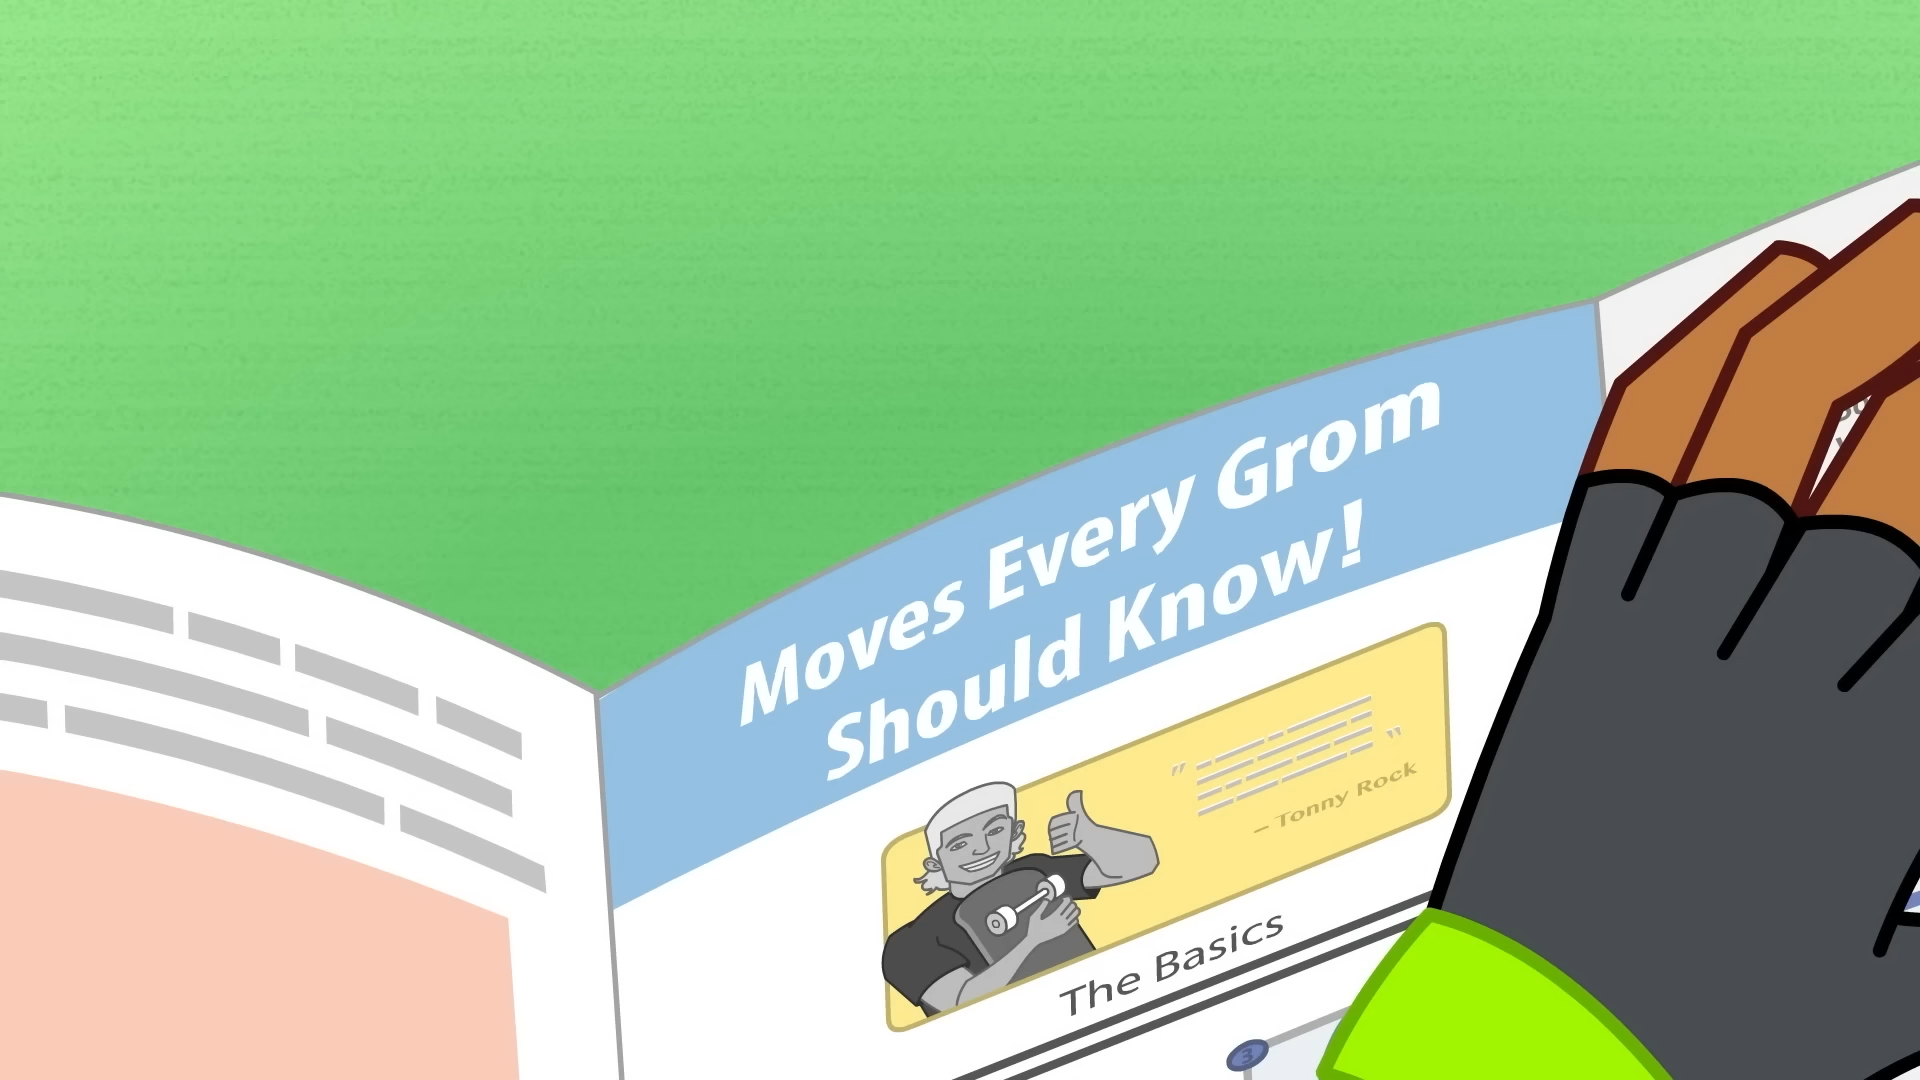 Moves Every Grom
Should Know!
– Tonny Rock
The Basics
3